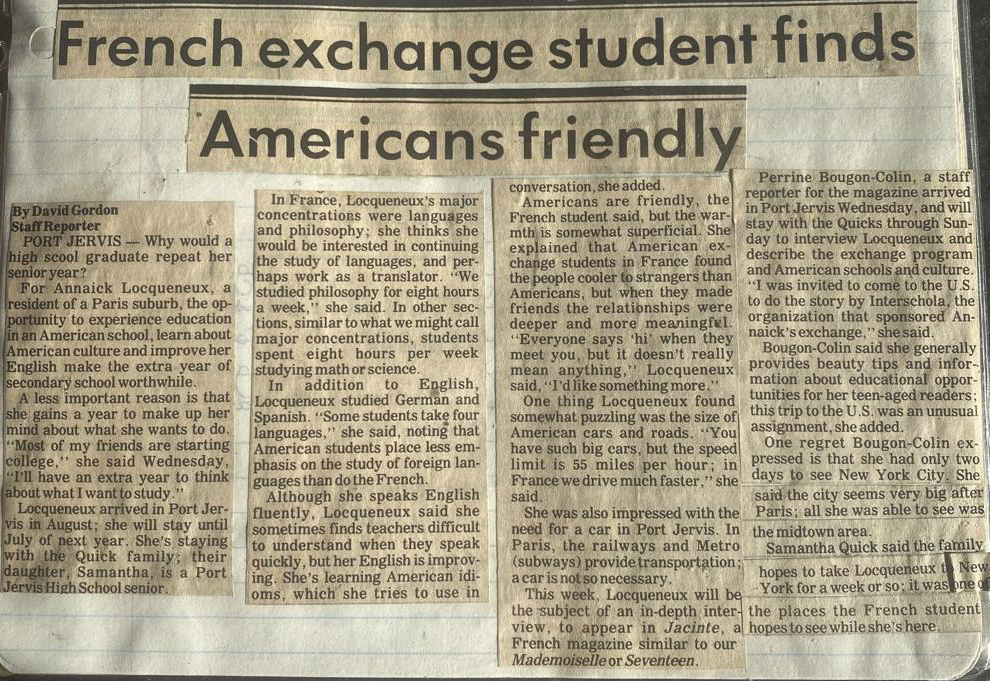 French exchange student finds
Americans friendly
By David Gordon
Staff Reporter
PORT JERVIS — Why would a
high scool graduate repeat her
senior year?
For Annaick Locqueneux, a
resident of a Paris suburb, the op-
portunity to experience education
in an American school, learn about
American culture and improve her
English make the extra year of
secondary school worthwhile.
A less important reason is that
she gains a year to make up her
mind about what she wants to do.
"Most of my friends are starting
college," she said Wednesday,
"I'll have an extra year to think
about what I want to study."
Locqueneux arrived in Port Jer-
vis in August; she will stay until
July of next year. She's staying
with the Quick family; their
daughter, Samantha, is a Port
Jervis High School senior.
In France, Locqueneux's major
concentrations were languages
and philosophy; she thinks she
would be interested in continuing
the study of languages, and per-
haps work as a translator. "We
studied philosophy for eight hours
a week," she said. In other sec-
tions, similar to what we might call
major concentrations, students
spent eight hours per week
studying math or science.
In addition to English,
Locqueneux studied German and
Spanish. "Some students take four
languages," she said, noting that
American students place less em-
phasis on the study of foreign lan-
guages than do the French.
Although she speaks English
fluently, Locqueneux said she
sometimes finds teachers difficult
to understand when they speak
quickly, but her English is improv-
ing. She's learning American idi-
oms, which she tries to use in
conversation, she added.
Americans are friendly, the
French student said, but the war-
mth is somewhat superficial. She
explained that American ex-
change students in France found
the people cooler to strangers than
Americans, but when they made
friends the relationships were
deeper and more meaningful.
"Everyone says 'hi' when they
meet you, but it doesn't really
mean anything," Locqueneux
said, "I'd like something more."
One thing Locqueneux found
somewhat puzzling was the size of
American cars and roads. "You
have such big cars, but the speed
limit is 55 miles per hour; in
France we drive much faster," she
said.
She was also impressed with the
need for a car in Port Jervis. In
Paris, the railways and Metro
(subways) provide transportation;
a car is not so necessary.
This week, Locqueneux will be
the subject of an in-depth inter-
view, to appear in Jacinte, a
French magazine similar to our
Mademoiselle or Seventeen.
Perrine Bougon-Colin, a staff
reporter for the magazine arrived
in Port Jervis Wednesday, and will
stay with the Quicks through Sun-
day to interview Locqueneux and
describe the exchange program
and American schools and culture.
"I was invited to come to the U.S.
to do the story by Interschola, the
organization that sponsored An-
naick's exchange," she said.
Bougon-Colin said she generally
provides beauty tips and infor-
mation about educational oppor-
tunities for her teen-aged readers;
this trip to the U.S. was an unusual
assignment, she added.
One regret Bougon-Colin ex-
pressed is that she had only two
days to see New York City. She
said the city seems very big after
Paris; all she was able to see was
the midtown area.
Samantha Quick said the family
hopes to take Locqueneux to New
York for a week or so; it was one of
the places the French student
hopes to see while she's here.